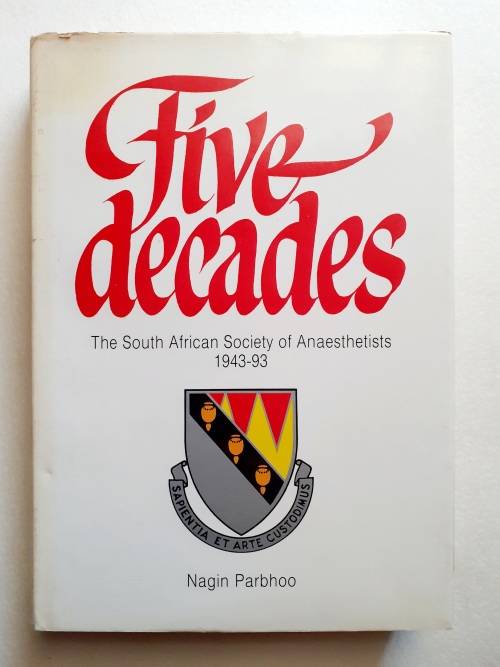 Five
decades
The South African Society of Anaesthetists
1943-93
SAPIENTIA ET ARTE CUSTODIMUS
Nagin Parbhoo